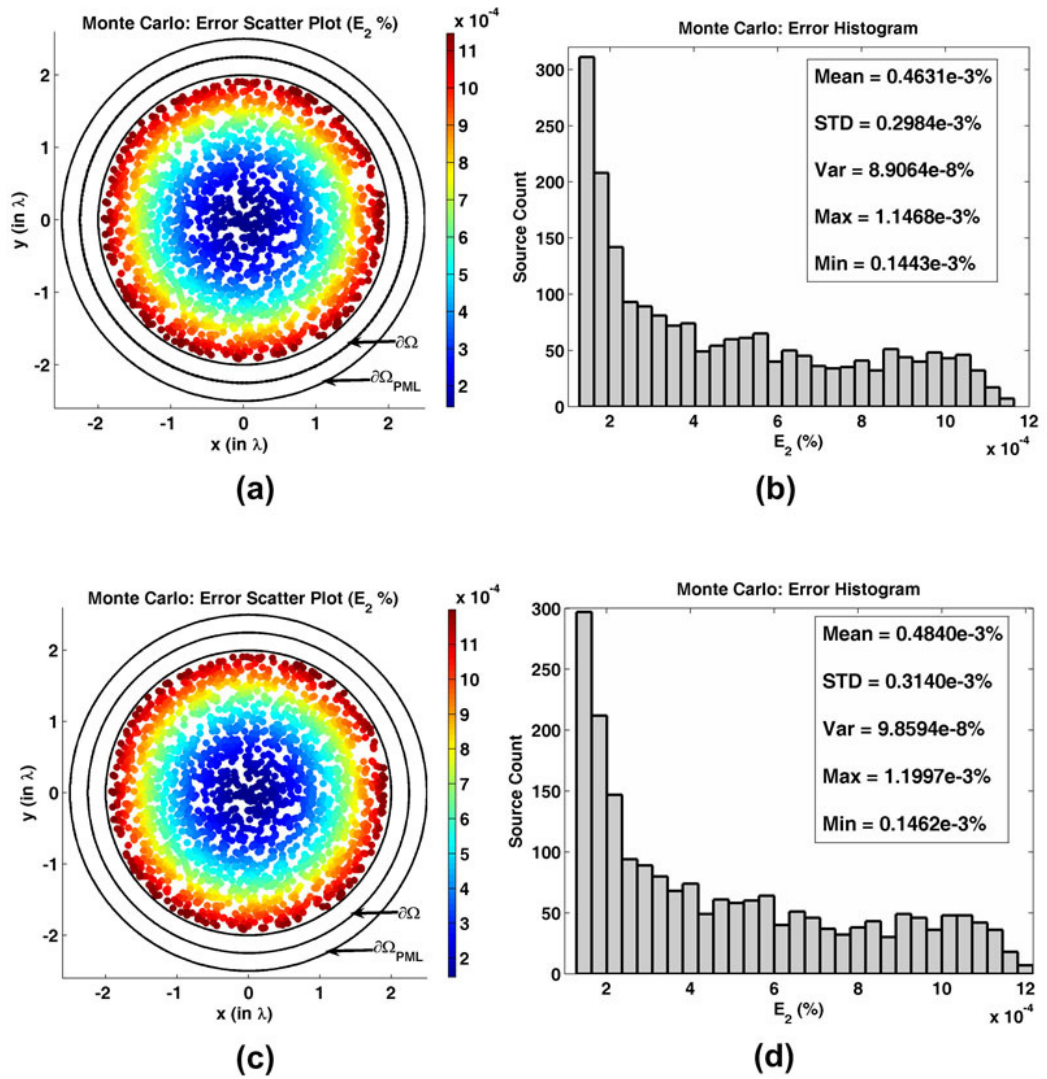 Monte Carlo: Error Scatter Plot (E2 %)
x 10-4
2
1
0
-1
-2
y (in λ)
-2
-1
0
1
2
x (in λ)
∂Ω
∂ΩPML
11
10
9
8
7
6
5
4
3
2
(a)
Monte Carlo: Error Histogram
300
250
200
150
100
50
0
Source Count
Mean = 0.4631e-3%
STD = 0.2984e-3%
Var = 8.9064e-8%
Max = 1.1468e-3%
Min = 0.1443e-3%
2
4
6
8
10
12
E2 (%)
x 10-4
(b)
Monte Carlo: Error Scatter Plot (E2 %)
x 10-4
2
1
0
-1
-2
y (in λ)
-2
-1
0
1
2
x (in λ)
∂Ω
∂ΩPML
11
10
9
8
7
6
5
4
3
2
(c)
Monte Carlo: Error Histogram
300
250
200
150
100
50
0
Source Count
Mean = 0.4840e-3%
STD = 0.3140e-3%
Var = 9.8594e-8%
Max = 1.1997e-3%
Min = 0.1462e-3%
2
4
6
8
10
12
E2 (%)
x 10-4
(d)